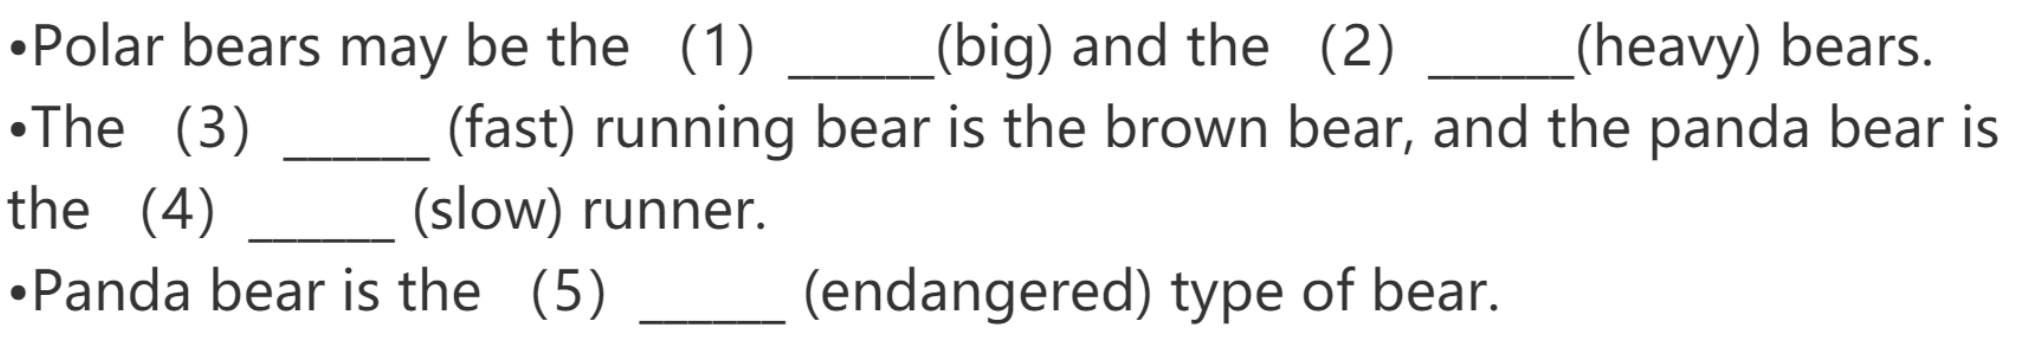 •Polar bears may be the （1） ______(big) and the （2） ______(heavy) bears.
•The （3） ______ (fast) running bear is the brown bear, and the panda bear is
the （4） ______ (slow) runner.
•Panda bear is the （5） ______ (endangered) type of bear.